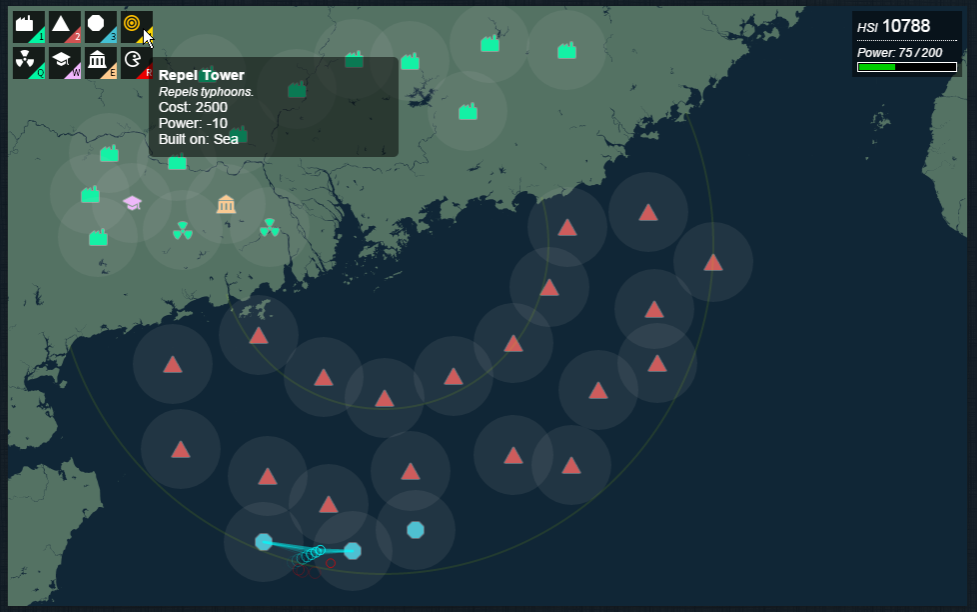 1
2
3
HSI 10788
Power: 75 / 200
Q
W
E
R
Repel Tower
Repels typhoons.
Cost: 2500
Power: -10
Built on: Sea